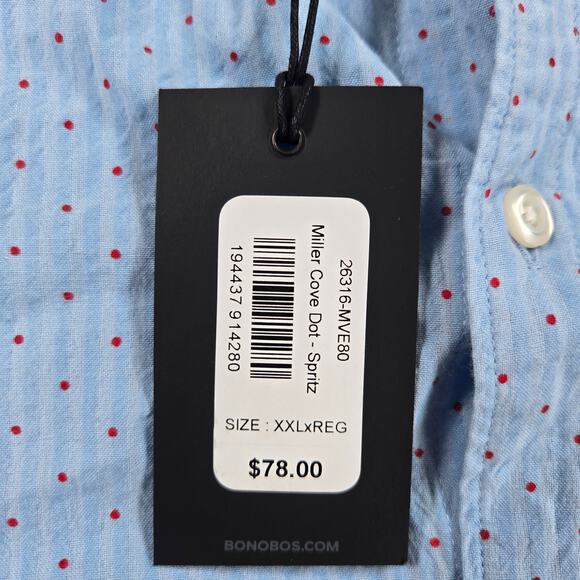 26316-MVE80
Miller Cove Dot - Spritz
194437 914280
SIZE : XXLxREG
$78.00
BONOBOS.COM